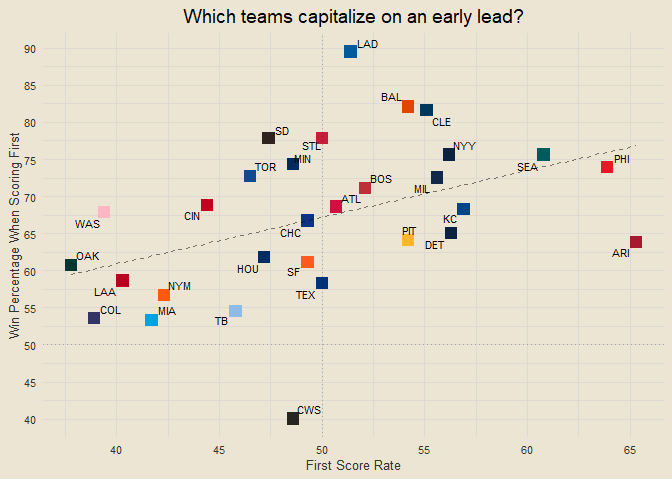 Which teams capitalize on an early lead?
Win Percentage When Scoring First
90
85
80
75
70
65
60
55
50
45
40
LAD
BAL
CLE
SD
STL
MIN
NYY
SEA
PHI
TOR
BOS
MIL
WAS
CIN
ATL
CHC
KC
PIT
DET
ARI
OAK
HOU
SF
LAA
NYM
TEX
COL
MIA
TB
CWS
40
45
50
55
60
65
First Score Rate